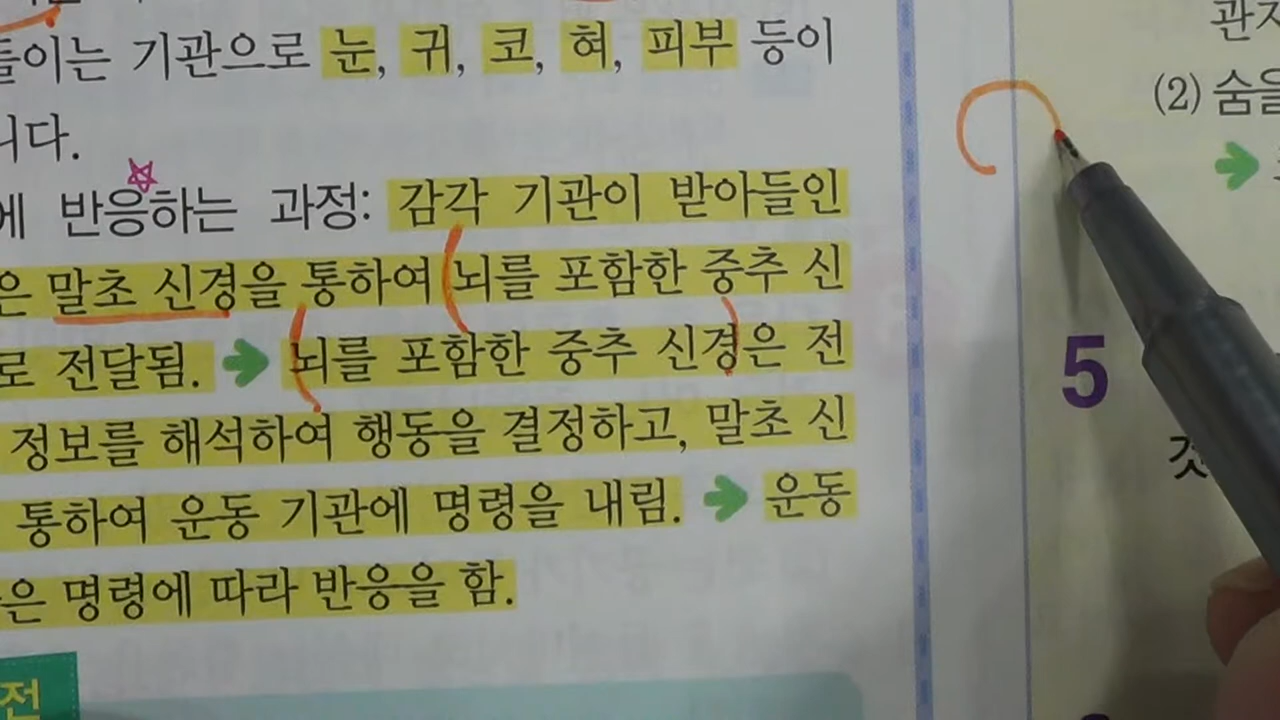 들이는 기관으로 눈, 귀, 코, 혀, 피부 등이
니다.
에 반응하는 과정: 감각 기관이 받아들인
은 말초 신경을 통하여 뇌를 포함한 중추 신
로 전달됨. ➔ 뇌를 포함한 중추 신경은 전
정보를 해석하여 행동을 결정하고, 말초 신
통하여 운동 기관에 명령을 내림. ➔ 운동
은 명령에 따라 반응을 함.
전
(2) 숨을
5
것